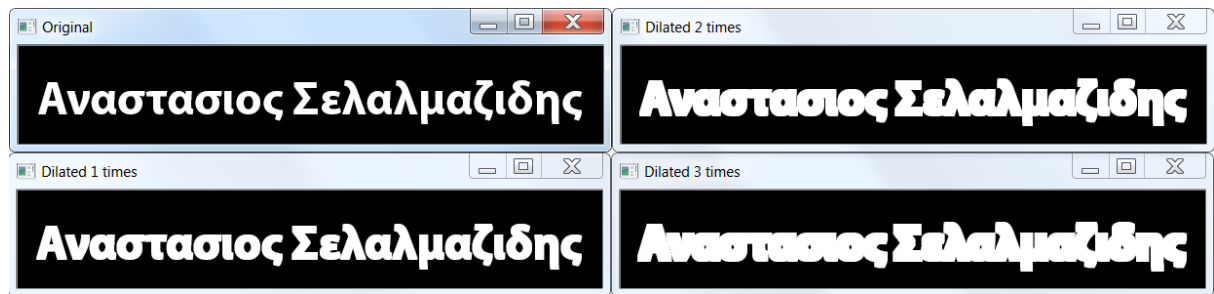 Original
Αναστασιος Σελαλμαζιδης
Dilated 2 times
Αναστασιος Σελαλμαζιδης
Dilated 1 times
Αναστασιος Σελαλμαζιδης
Dilated 3 times
Αναστασιος Σελαλμαζιδης